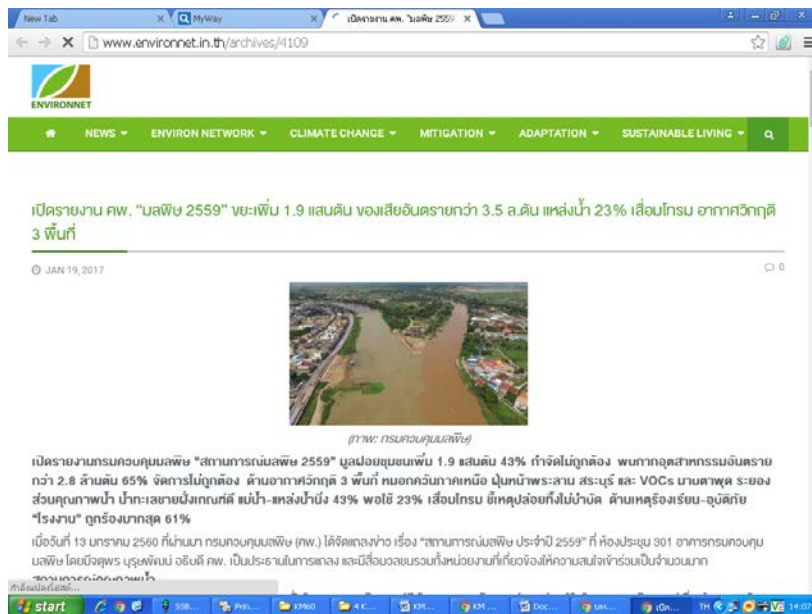 New Tab
MyWay
เปิดรายงาน คพ. "มลพิษ 2559"
www.environnet.in.th/archives/4109
ENVIRONNET
NEWS
ENVIRON NETWORK
CLIMATE CHANGE
MITIGATION
ADAPTATION
SUSTAINABLE LIVING
เปิดรายงาน คพ. “มลพิษ 2559” ขยะเพิ่ม 1.9 แสนตัน ของเสียอันตรายกว่า 3.5 ล.ตัน แหล่งน้ำ 23% เสื่อมโทรม อากาศวิกฤติ
3 พื้นที่
JAN 19, 2017
0
(ภาพ: กรมควบคุมมลพิษ)
เปิดรายงานกรมควบคุมมลพิษ “สถานการณ์มลพิษ 2559” มูลฝอยชุมชนเพิ่ม 1.9 แสนตัน 43% กำจัดไม่ถูกต้อง พบกากอุตสาหกรรมอันตราย
กว่า 2.8 ล้านตัน 65% จัดการไม่ถูกต้อง ด้านอากาศวิกฤติ 3 พื้นที่ หมอกควันภาคเหนือ ฝุ่นหน้าพระลาน สระบุรี และ VOCs มาบตาพุด ระยอง
ส่วนคุณภาพน้ำ น้ำทะเลชายฝั่งเกณฑ์ดี แม่น้ำ-แหล่งน้ำนิ่ง 43% พอใช้ 23% เสื่อมโทรม ชี้เหตุปล่อยทิ้งไม่บำบัด ด้านเหตุร้องเรียน-อุบัติภัย
“โรงงาน” ถูกร้องมากสุด 61%
เมื่อวันที่ 13 มกราคม 2560 ที่ผ่านมา กรมควบคุมมลพิษ (คพ.) ได้จัดแถลงข่าว เรื่อง “สถานการณ์มลพิษ ประจำปี 2559” ที่ ห้องประชุม 301 อาคารกรมควบคุม
มลพิษ โดยมีจตุพร บุรุษพัฒน์ อธิบดี คพ. เป็นประธานในการแถลง และมีสื่อมวลชนรวมทั้งหน่วยงานที่เกี่ยวข้องให้ความสนใจเข้าร่วมเป็นจำนวนมาก
สถานการณ์คุณภาพน้ำ
start
KM60
4 K...
KM...
Doc...
KM ...
TH
14:07